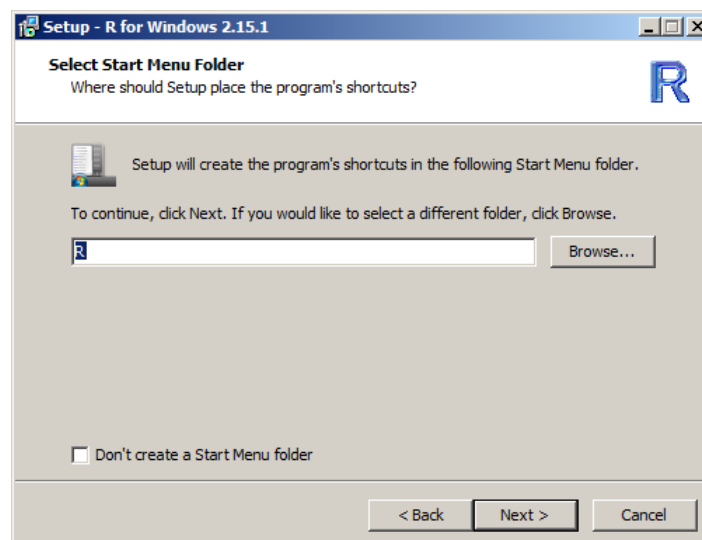 Setup - R for Windows 2.15.1
Select Start Menu Folder
Where should Setup place the program's shortcuts?
R
Setup will create the program's shortcuts in the following Start Menu folder.
To continue, click Next. If you would like to select a different folder, click Browse.
R
Browse...
Don't create a Start Menu folder
< Back
Next >
Cancel